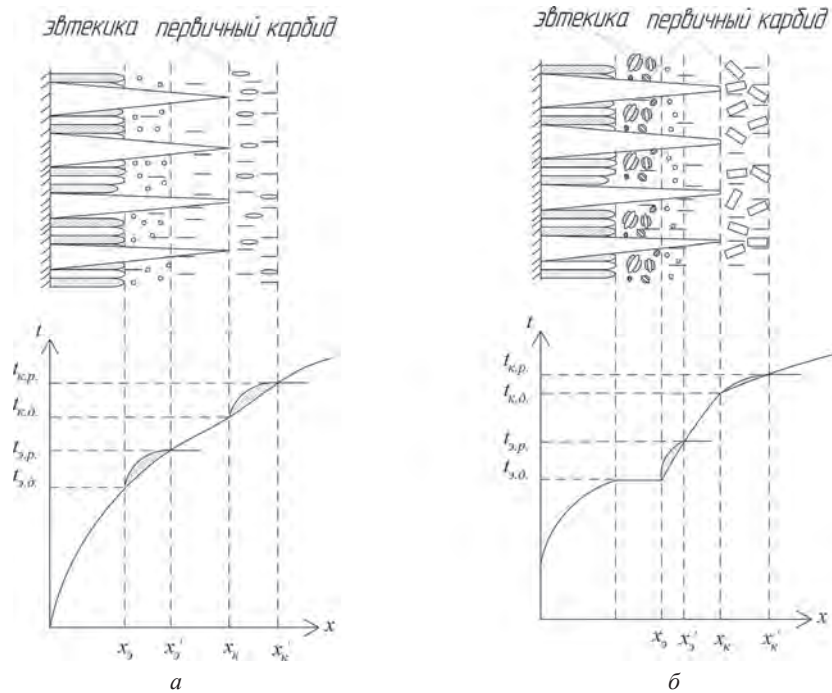 эвтекика первичный карбид
t
t к.р.
t к.д.
t э.р.
t э.д.
x
x э x э' x к x к'
а
эвтекика первичный карбид
t
t к.р.
t к.д.
t э.р.
t э.д.
x
x э x э' x к x к'
б